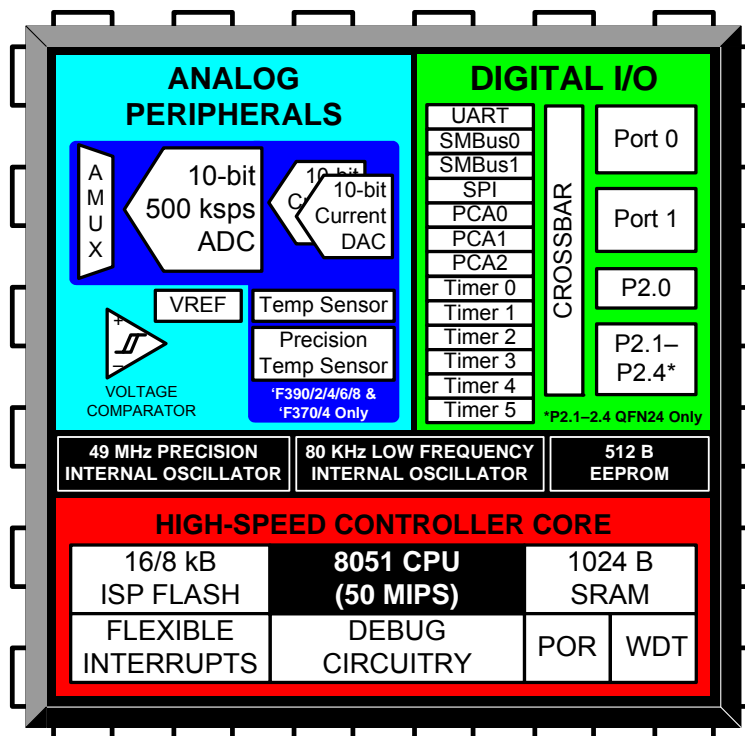 ANALOG
PERIPHERALS
A
M
U
X
10-bit
500 ksps
ADC
10-bit
10-bit
Current
DAC
VREF
Temp Sensor
Precision
Temp Sensor
+
–
VOLTAGE
COMPARATOR
‘F390/2/4/6/8 &
‘F370/4 Only
DIGITAL I/O
UART
SMBus0
SMBus1
SPI
PCA0
PCA1
PCA2
Timer 0
Timer 1
Timer 2
Timer 3
Timer 4
Timer 5
CROSSBAR
Port 0
Port 1
P2.0
P2.1–
P2.4*
*P2.1–2.4 QFN24 Only
49 MHz PRECISION
INTERNAL OSCILLATOR
80 KHz LOW FREQUENCY
INTERNAL OSCILLATOR
512 B
EEPROM
HIGH-SPEED CONTROLLER CORE
16/8 kB
ISP FLASH
8051 CPU
(50 MIPS)
1024 B
SRAM
FLEXIBLE
INTERRUPTS
DEBUG
CIRCUITRY
POR
WDT